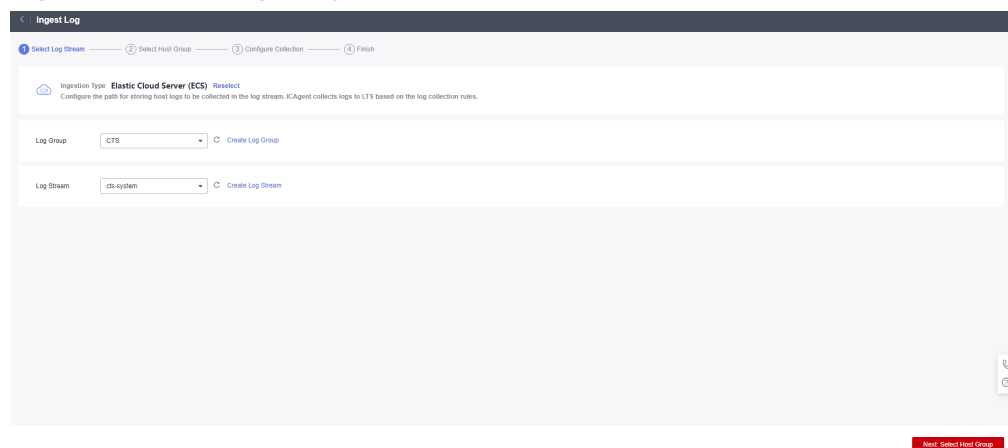 Ingest Log
1 Select Log Stream 2 Select Host Group 3 Configure Collection 4 Finish
Ingestion Type Elastic Cloud Server (ECS) Reselect
Configure the path for storing host logs to be collected in the log stream. ICAgent collects logs to LTS based on the log collection rules.
Log Group CTS Create Log Group
Log Stream cts-system Create Log Stream
Next: Select Host Group